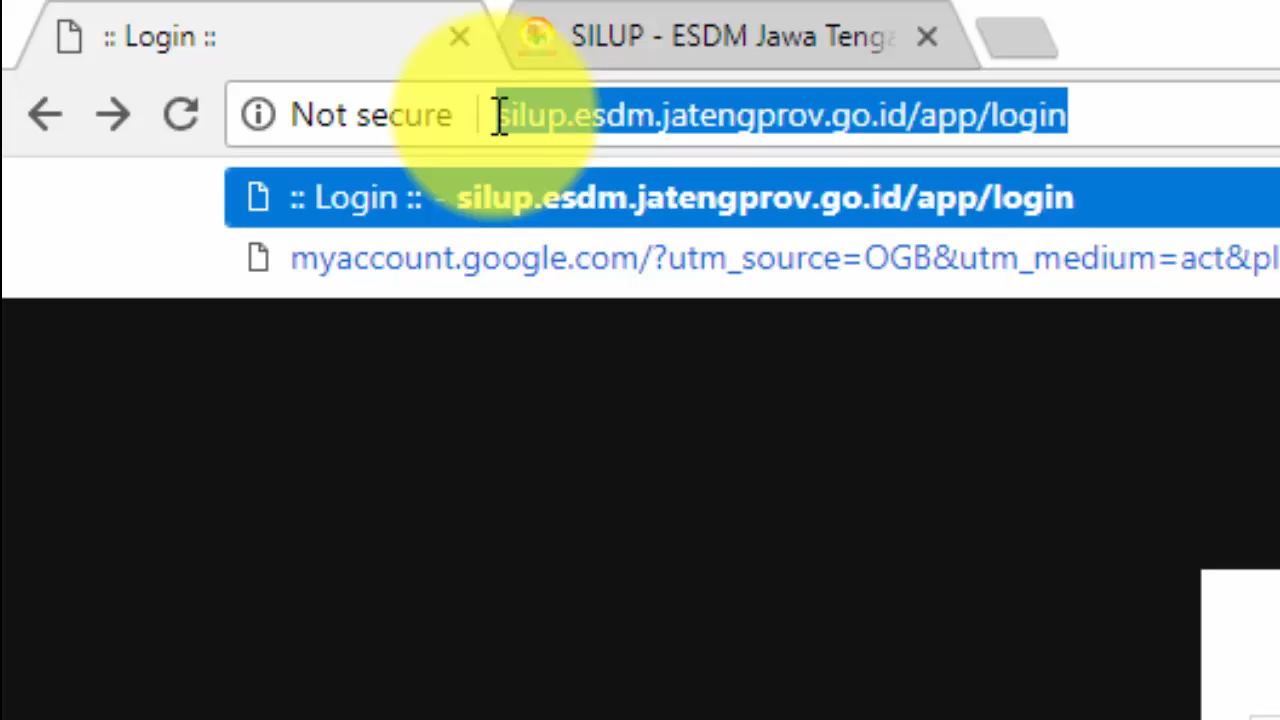 :: Login ::
SILUP - ESDM Jawa Tenga
Not secure
silup.esdm.jatengprov.go.id/app/login
:: Login :: - silup.esdm.jatengprov.go.id/app/login
myaccount.google.com/?utm_source=OGB&utm_medium=act&pl